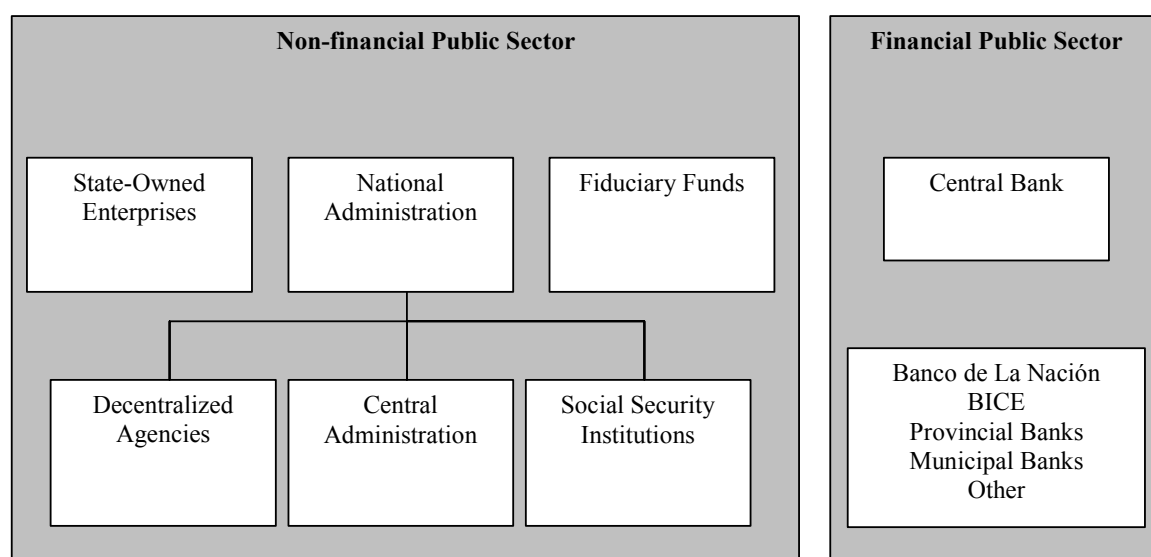 Non-financial Public Sector
State-Owned
Enterprises
National
Administration
Fiduciary Funds
Decentralized
Agencies
Central
Administration
Social Security
Institutions
Financial Public Sector
Central Bank
Banco de La Nación
BICE
Provincial Banks
Municipal Banks
Other